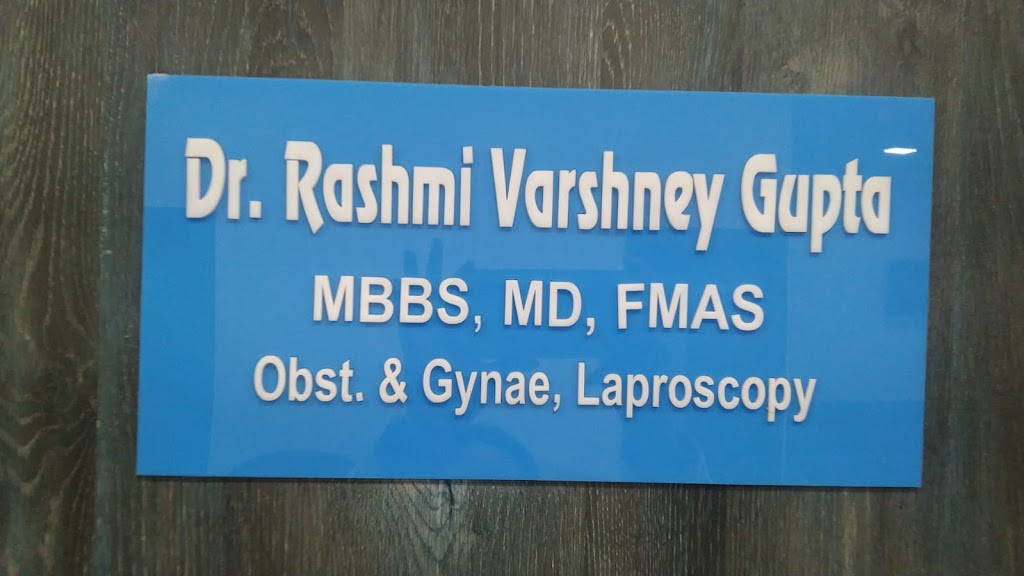 Dr. Rashmi Varshney Gupta
MBBS, MD, FMAS
Obst. & Gynae, Laproscopy